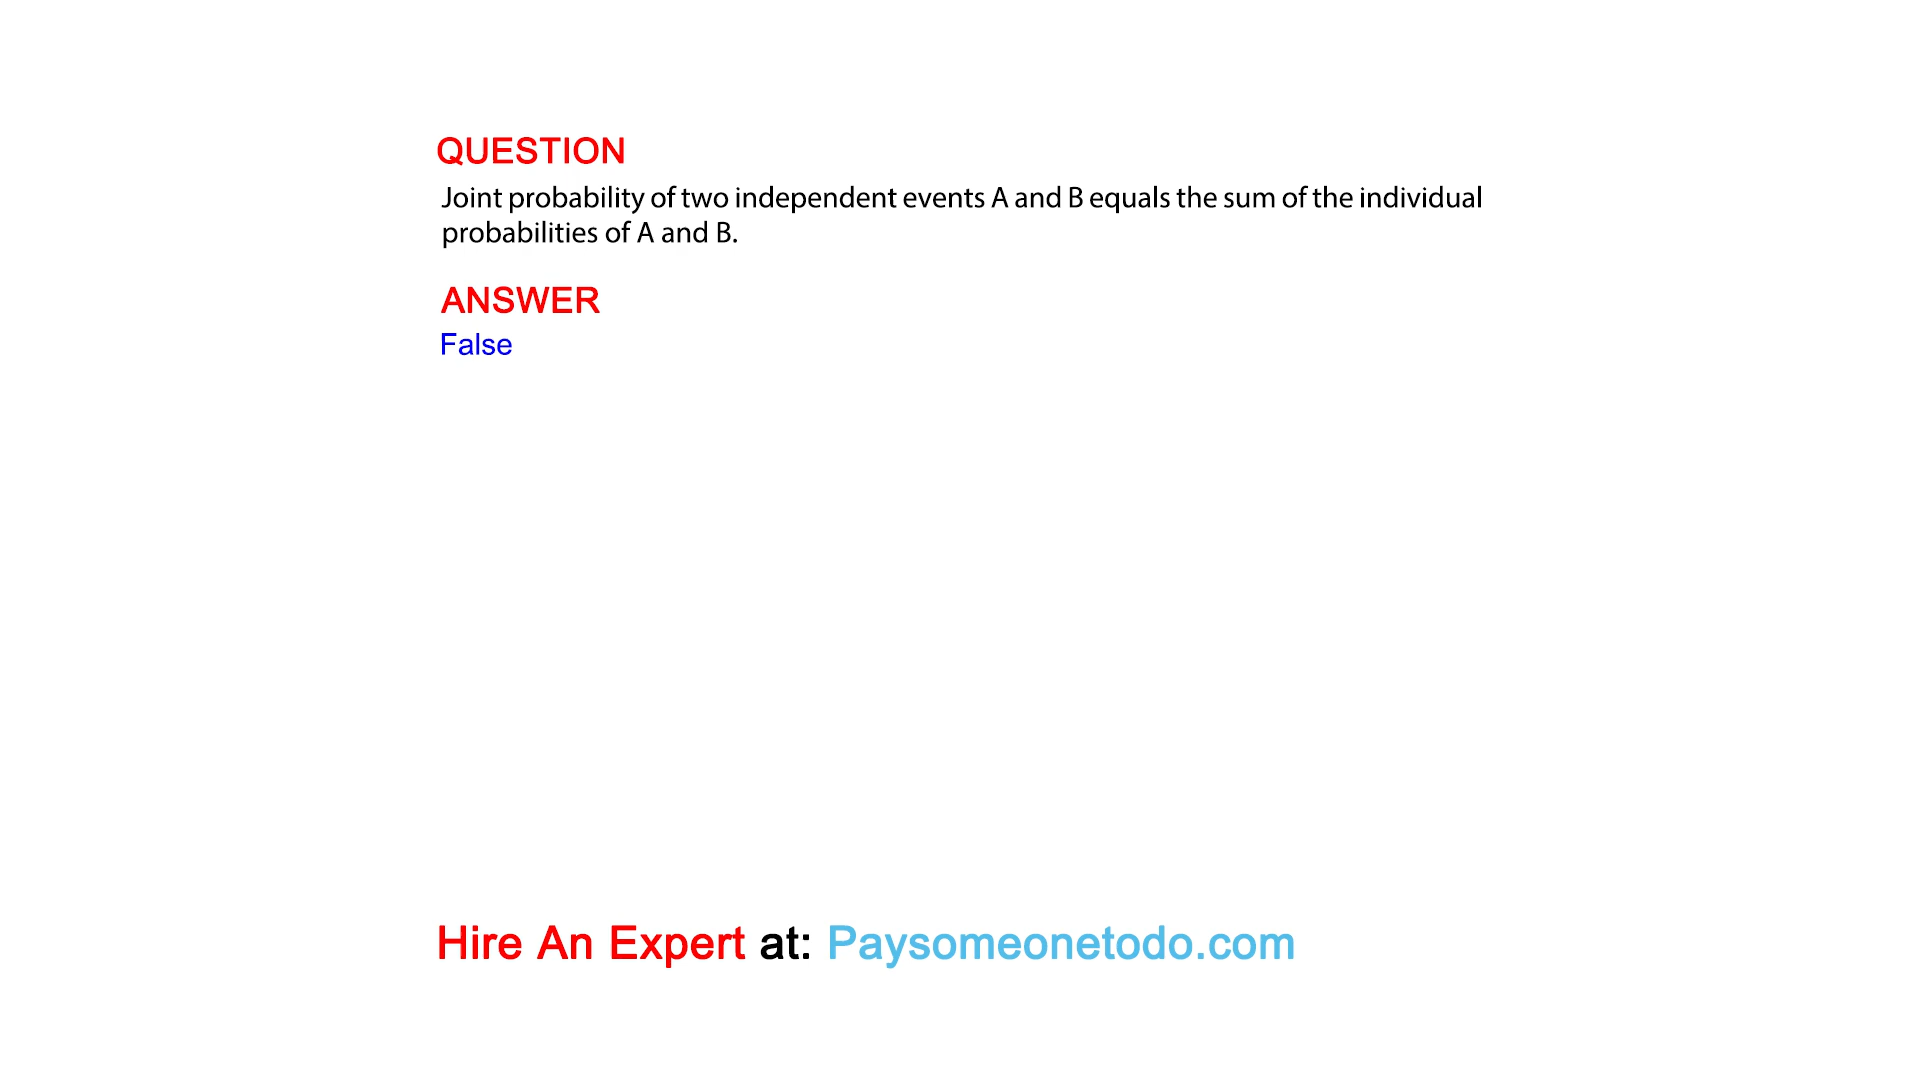 QUESTION
Joint probability of two independent events A and B equals the sum of the individual
probabilities of A and B.
ANSWER
False
Hire An Expert at: Paysomeonetodo.com